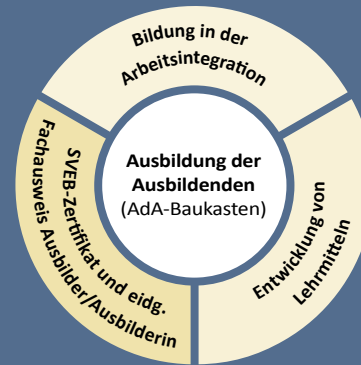 Bildung in der
Arbeitsintegration
Ausbildung der
Ausbildenden
(AdA-Baukasten)
SVEB-Zertifikat und eidg.
Fachausweis Ausbilder/Ausbilderin
Entwicklung von
Lehrmitteln